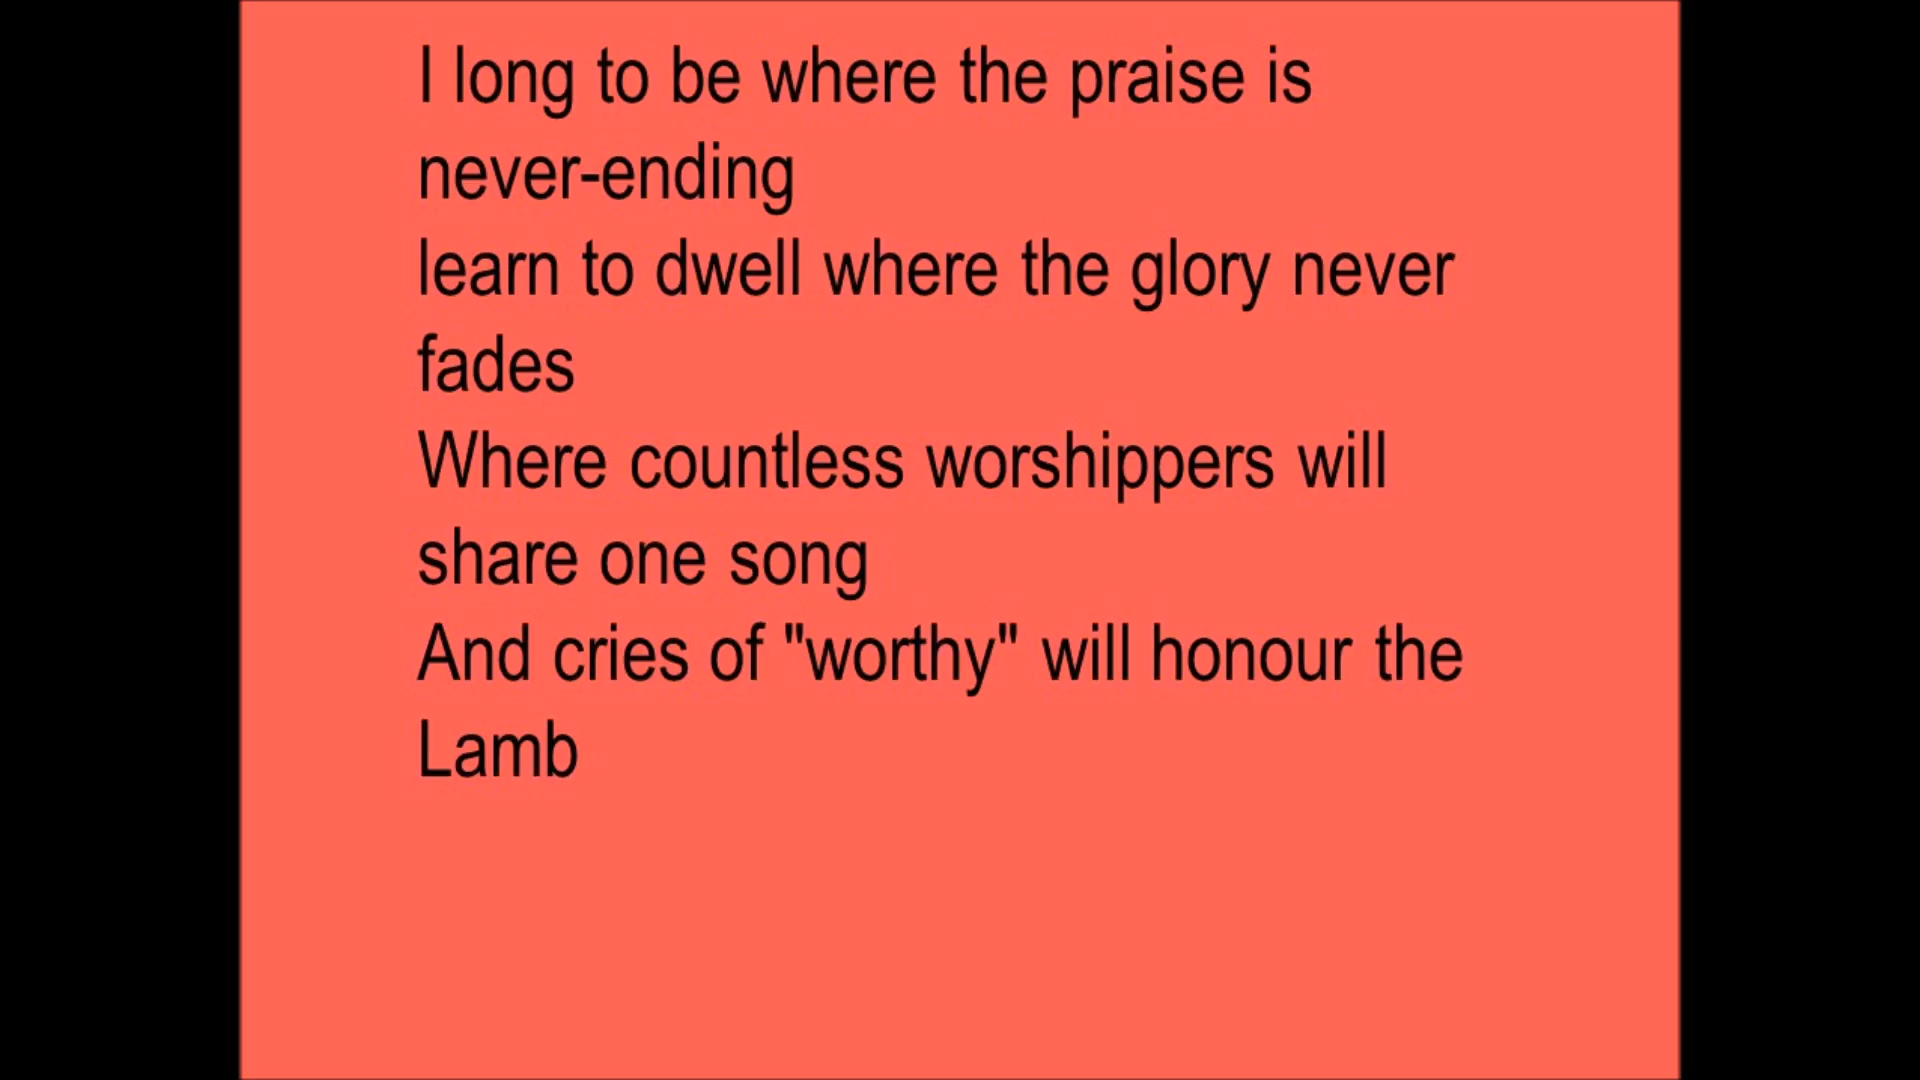 I long to be where the praise is
never-ending
learn to dwell where the glory never
fades
Where countless worshippers will
share one song
And cries of "worthy" will honour the
Lamb